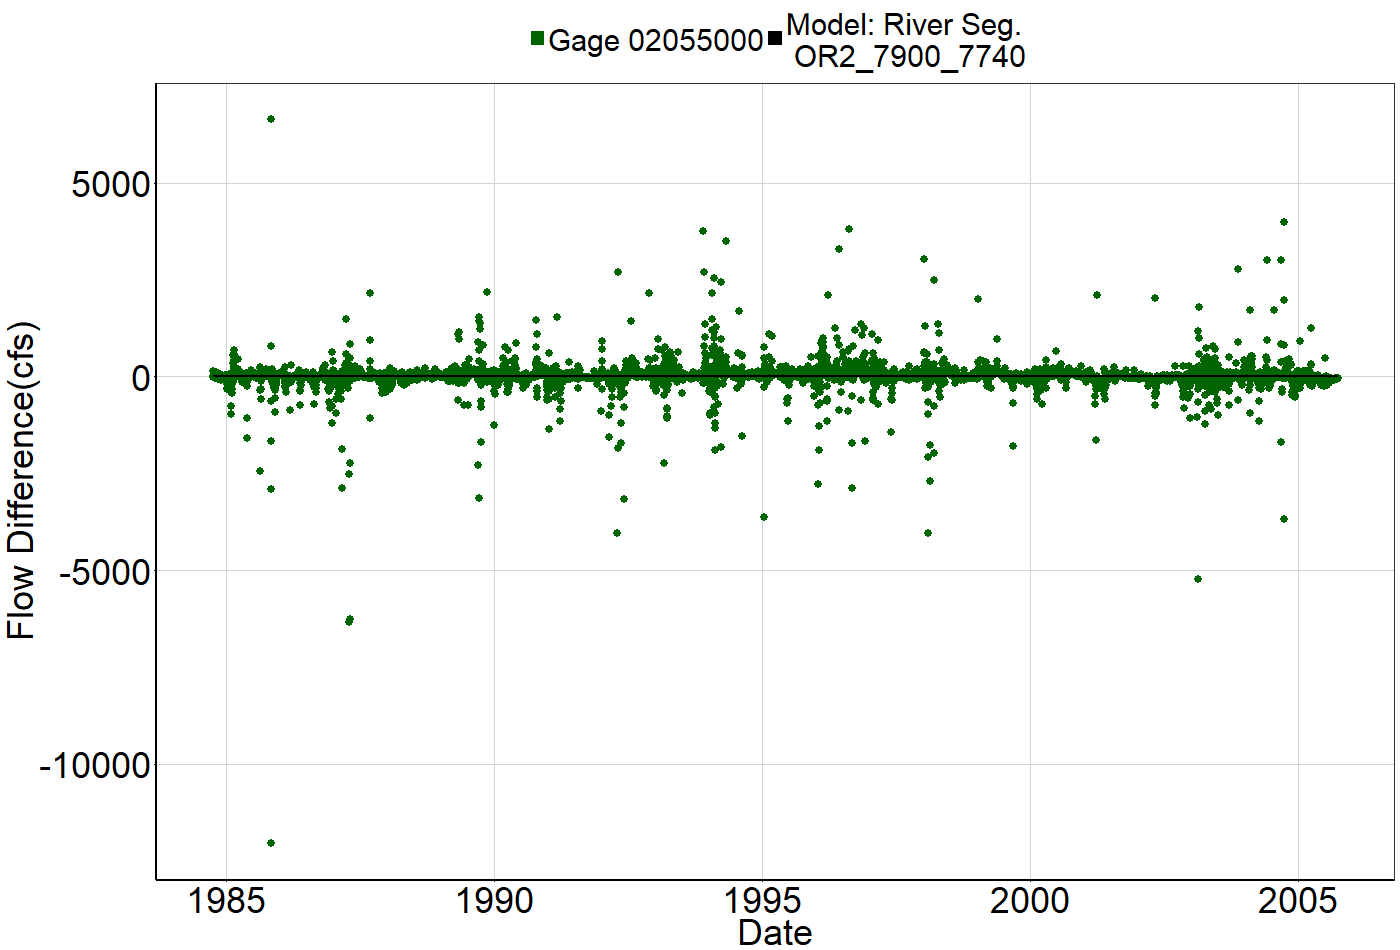 Gage 02055000
Model: River Seg.
OR2_7900_7740
Flow Difference(cfs)
5000
0
-5000
-10000
1985
1990
1995
2000
2005
Date